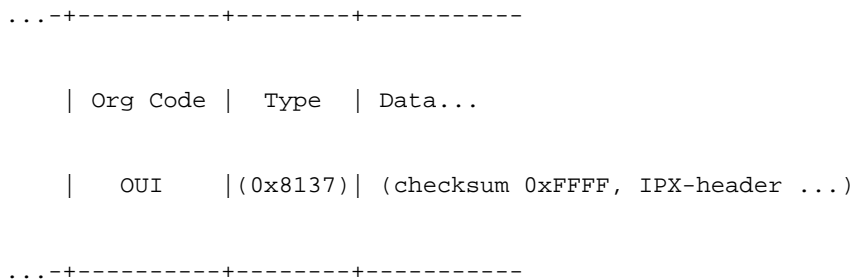 ...-+----------+--------+-----------
| Org Code |  Type  | Data...
|   OUI    |(0x8137)| (checksum 0xFFFF, IPX-header ...)
...-+----------+--------+-----------